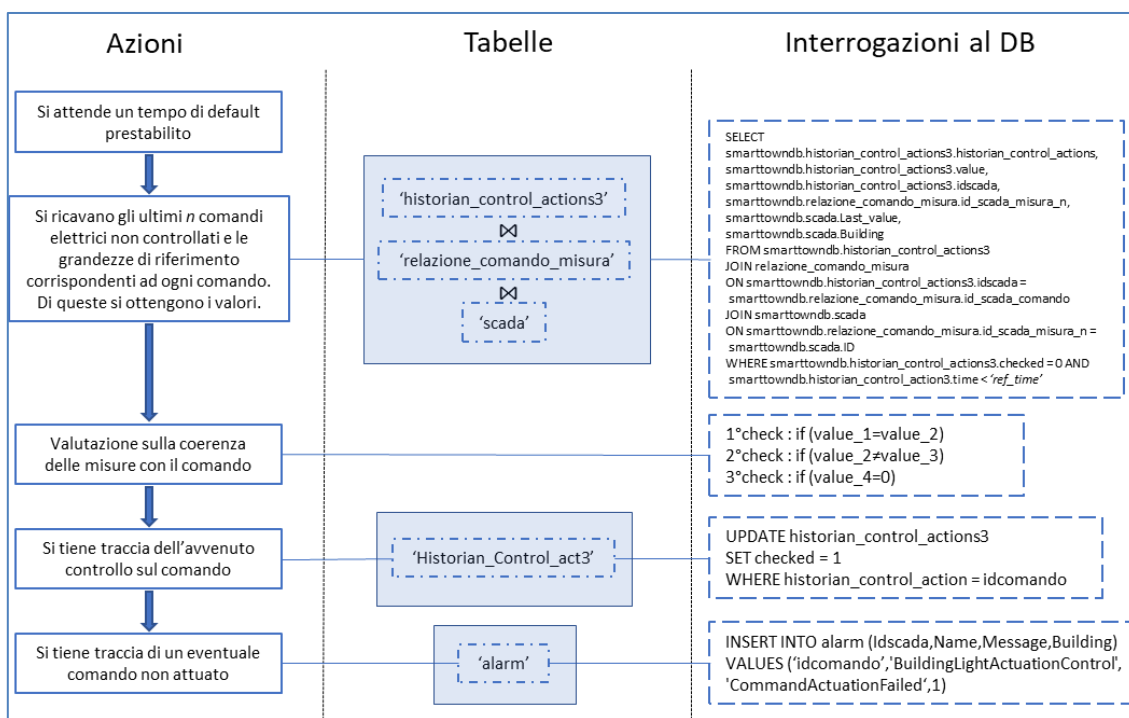 Azioni
Tabelle
Interrogazioni al DB
Si attende un tempo di default
prestabilito
Si ricavano gli ultimi n comandi
elettrici non controllati e le
grandezze di riferimento
corrispondenti ad ogni comando.
Di queste si ottengono i valori.
‘historian_control_actions3’
⋈
‘relazione_comando_misura’
⋈
‘scada’
SELECT
smarttowndb.historian_control_actions3.historian_control_actions,
smarttowndb.historian_control_actions3.value,
smarttowndb.historian_control_actions3.idscada,
smarttowndb.relazione_comando_misura.id_scada_misura_n,
smarttowndb.scada.Last_value,
smarttowndb.scada.Building
FROM smarttowndb.historian_control_actions3
JOIN relazione_comando_misura
ON smarttowndb.historian_control_actions3.idscada =
smarttowndb.relazione_comando_misura.id_scada_comando
JOIN smarttowndb.scada
ON smarttowndb.relazione_comando_misura.id_scada_misura_n =
smarttowndb.scada.ID
WHERE smarttowndb.historian_control_actions3.checked = 0 AND
smarttowndb.historian_control_action3.time < ‘ref_time’
Valutazione sulla coerenza
delle misure con il comando
1°check : if (value_1=value_2)
2°check : if (value_2≠value_3)
3°check : if (value_4=0)
Si tiene traccia dell’avvenuto
controllo sul comando
‘Historian_Control_act3’
UPDATE historian_control_actions3
SET checked = 1
WHERE historian_control_action = idcomando
Si tiene traccia di un eventuale
comando non attuato
‘alarm’
INSERT INTO alarm (Idscada,Name,Message,Building)
VALUES (‘idcomando’,'BuildingLightActuationControl',
'CommandActuationFailed‘,1)